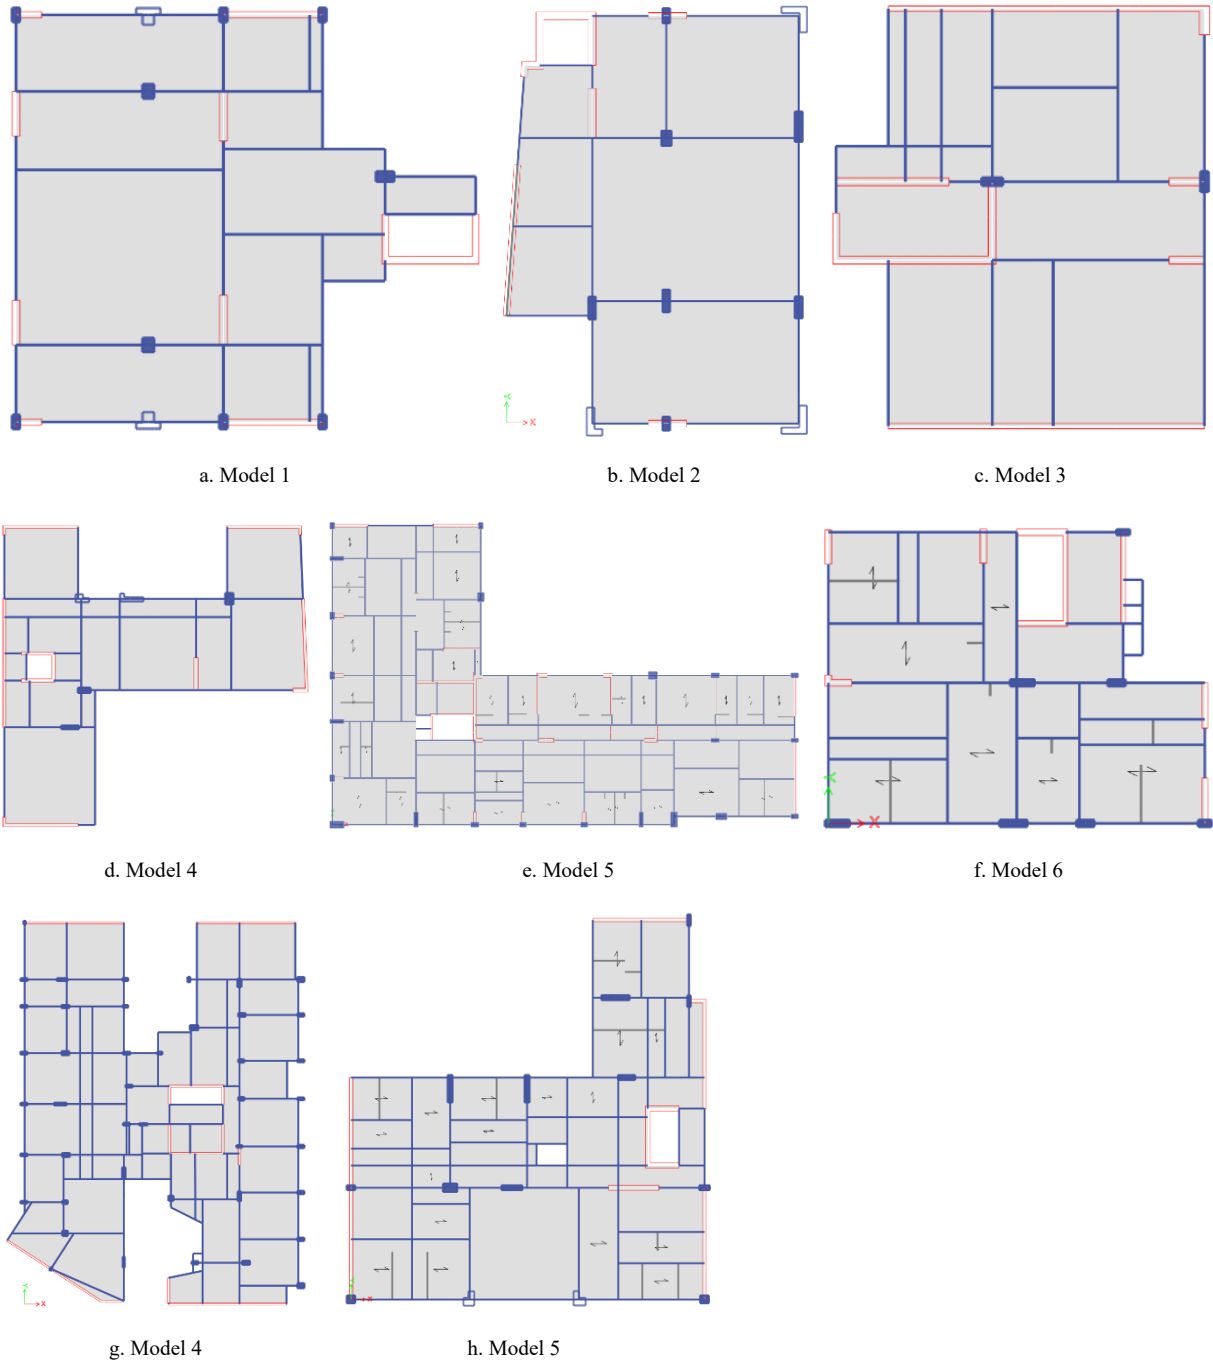 a. Model 1
b. Model 2
c. Model 3
d. Model 4
e. Model 5
f. Model 6
g. Model 4
h. Model 5
Y
X
Y
X
Y
X
X